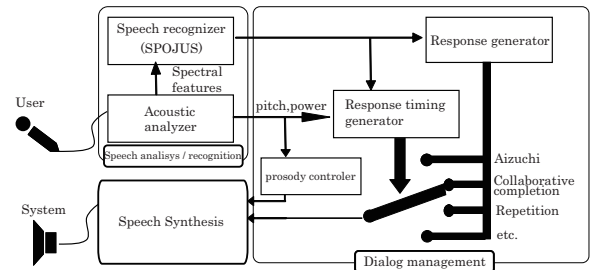 Speech recognizer
(SPOJUS)
Response generator
Spectral
features
User
Acoustic
analyzer
pitch,power
Response timing
generator
Speech analisys / recognition
prosody controler
Aizuchi
Collaborative
completion
System
Speech Synthesis
Repetition
etc.
Dialog management